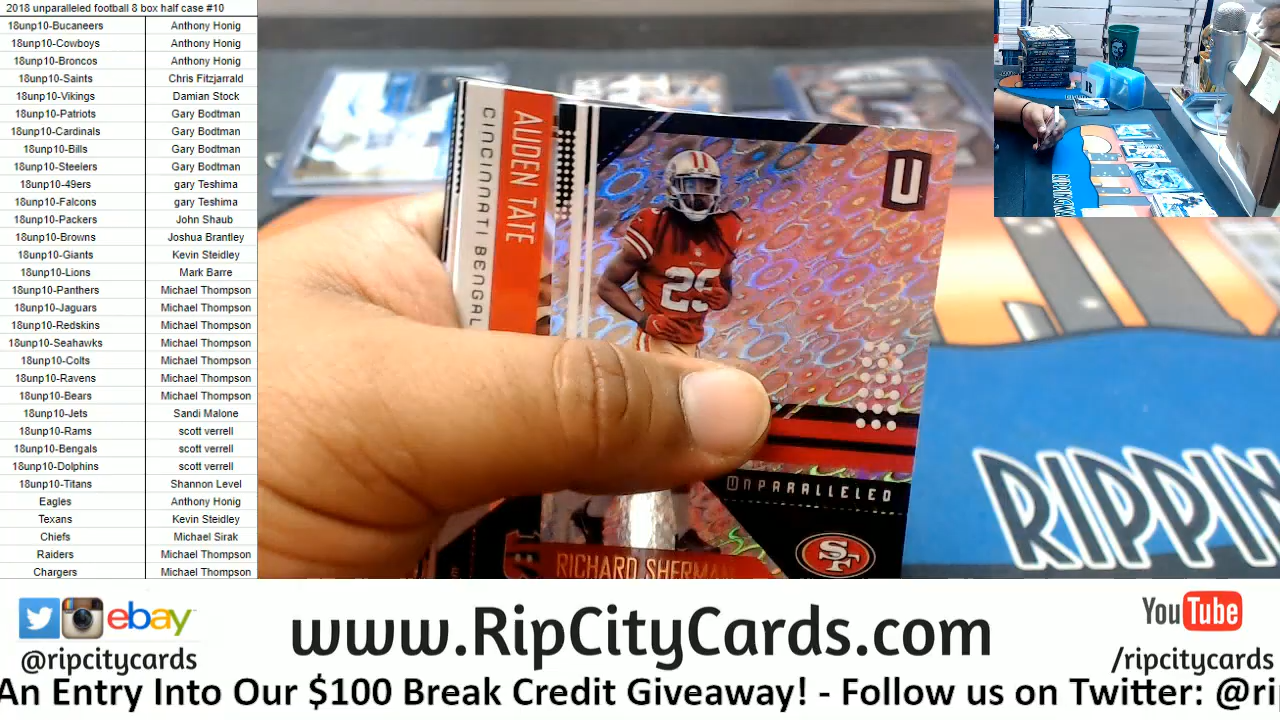 2018 unparalleled football 8 box half case #10
18unp10-Bucaneers Anthony Honig
18unp10-Cowboys Anthony Honig
18unp10-Broncos Anthony Honig
18unp10-Saints Chris Fitzjarrald
18unp10-Vikings Damian Stock
18unp10-Patriots Gary Bodtman
18unp10-Cardinals Gary Bodtman
18unp10-Bills Gary Bodtman
18unp10-Steelers Gary Bodtman
18unp10-49ers gary Teshima
18unp10-Falcons gary Teshima
18unp10-Packers John Shaub
18unp10-Browns Joshua Brantley
18unp10-Giants Kevin Steidley
18unp10-Lions Mark Barre
18unp10-Panthers Michael Thompson
18unp10-Jaguars Michael Thompson
18unp10-Redskins Michael Thompson
18unp10-Seahawks Michael Thompson
18unp10-Colts Michael Thompson
18unp10-Ravens Michael Thompson
18unp10-Bears Michael Thompson
18unp10-Jets Sandi Malone
18unp10-Rams scott verrell
18unp10-Bengals scott verrell
18unp10-Dolphins scott verrell
18unp10-Titans Shannon Level
Eagles Anthony Honig
Texans Kevin Steidley
Chiefs Michael Sirak
Raiders Michael Thompson
Chargers Michael Thompson
AUDEN TATE
CINCINNATI BENGAL
U
25
UNPARALLELED
SF
RICHARD SHERMAN
RIPPIN
ebay
@ripcitycards
www.RipCityCards.com
YouTube
/ripcitycards
An Entry Into Our $100 Break Credit Giveaway! - Follow us on Twitter: @ri